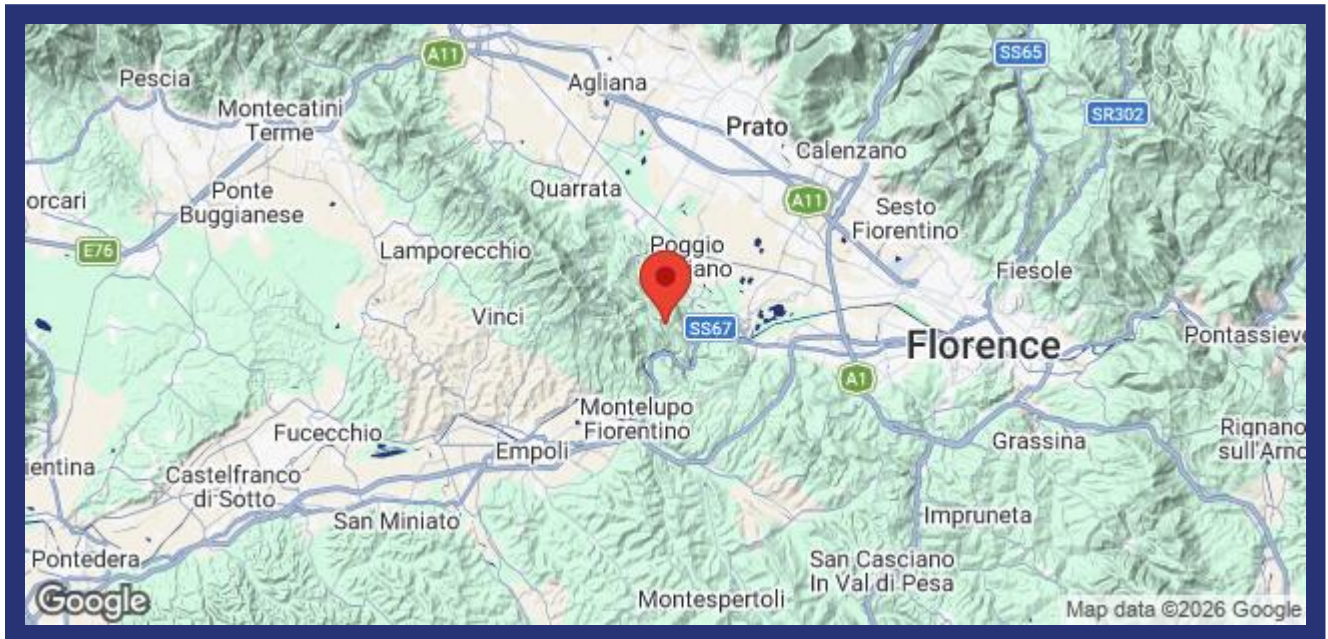 A11
SS65
Pescia
Agliana
Montecatini
Terme
SR302
Prato
Calenzano
Quarrata
Ponte
Buggianese
orcari
A11
Sesto
Fiorentino
E76
Lamporecchio
Poggio
iano
Fiesole
Vinci
SS67
Florence
Pontassieve
A1
Montelupo
Fiorentino
Fucecchio
Empoli
Grassina
Rignano
sull'Arno
ientina
Castelfranco
di Sotto
San Miniato
Impruneta
Pontedera
San Casciano
In Val di Pesa
Montespertoli
Google
Map data ©2026 Google